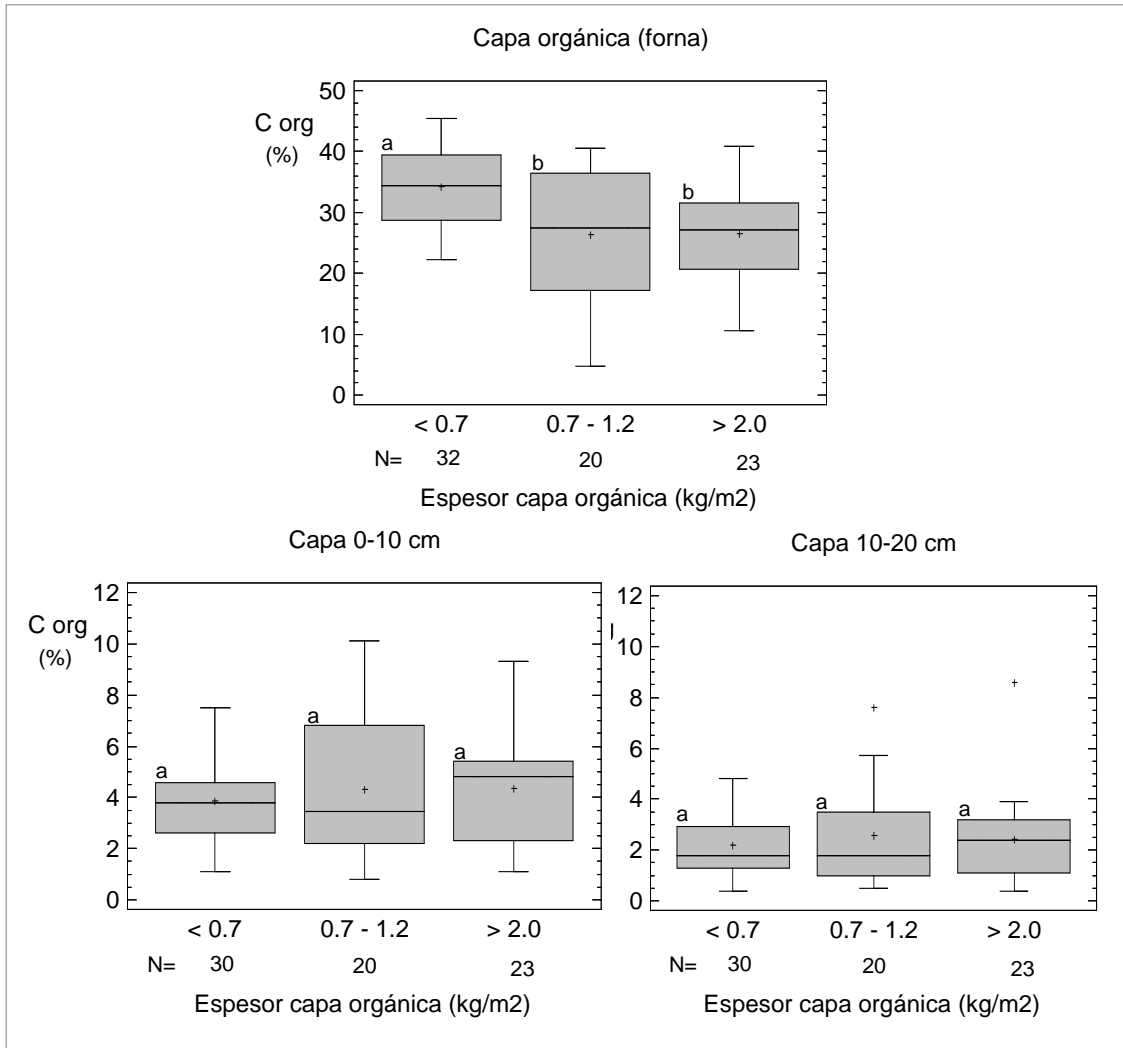 Capa orgánica (forna)
C org
(%)
50
40
30
20
10
0
a
b
b
< 0.7 0.7 - 1.2 > 2.0
N= 32 20 23
Espesor capa orgánica (kg/m2)
Capa 0-10 cm
C org
(%)
12
10
8
6
4
2
0
a
a
a
< 0.7 0.7 - 1.2 > 2.0
N= 30 20 23
Espesor capa orgánica (kg/m2)
Capa 10-20 cm
12
10
8
6
4
2
0
a
a
a
< 0.7 0.7 - 1.2 > 2.0
N= 30 20 23
Espesor capa orgánica (kg/m2)